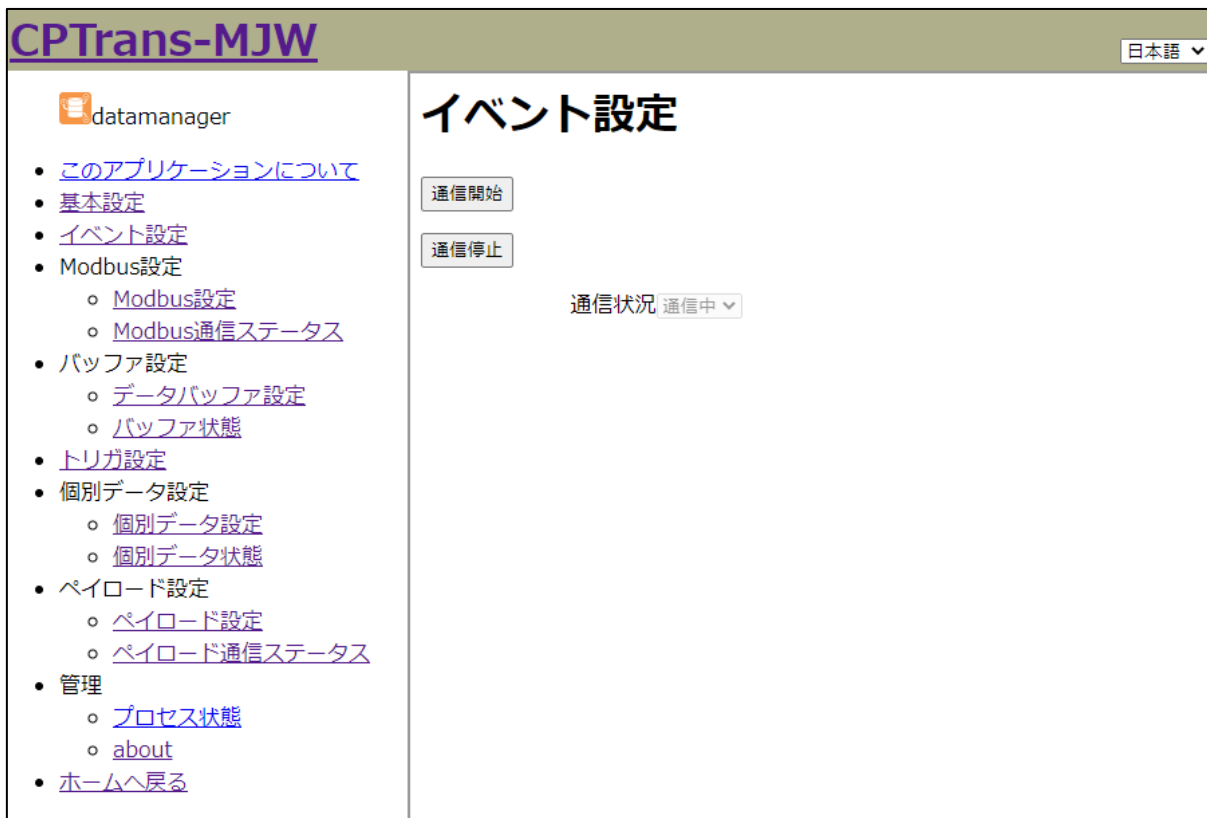 CPTrans-MJW
日本語
datamanager
このアプリケーションについて
基本設定
イベント設定
Modbus設定
Modbus設定
Modbus通信ステータス
バッファ設定
データバッファ設定
バッファ状態
トリガ設定
個別データ設定
個別データ設定
個別データ状態
ペイロード設定
ペイロード設定
ペイロード通信ステータス
管理
プロセス状態
about
ホームへ戻る
イベント設定
通信開始
通信停止
通信状況 通信中